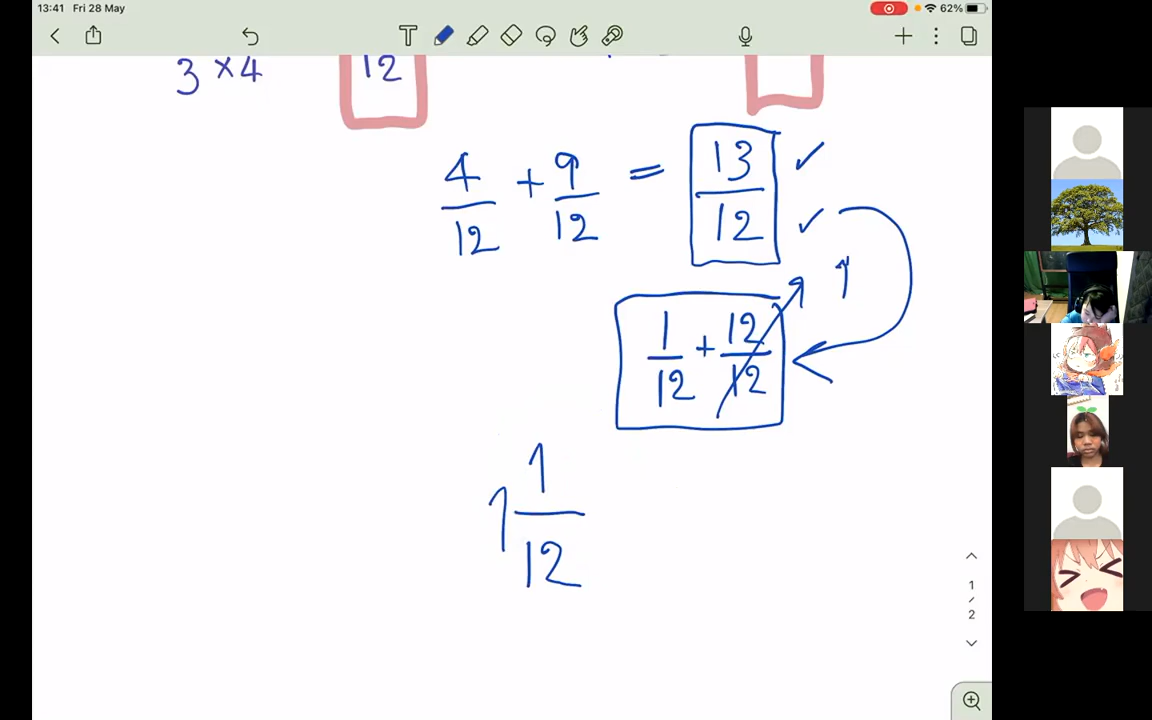 13:41 Fri 28 May 62%
T
3 ×4 12
4/12 + 9/12 = 13/12 ✓ ✓
1/12 + 12/12 1
1 1/12
1
/
2